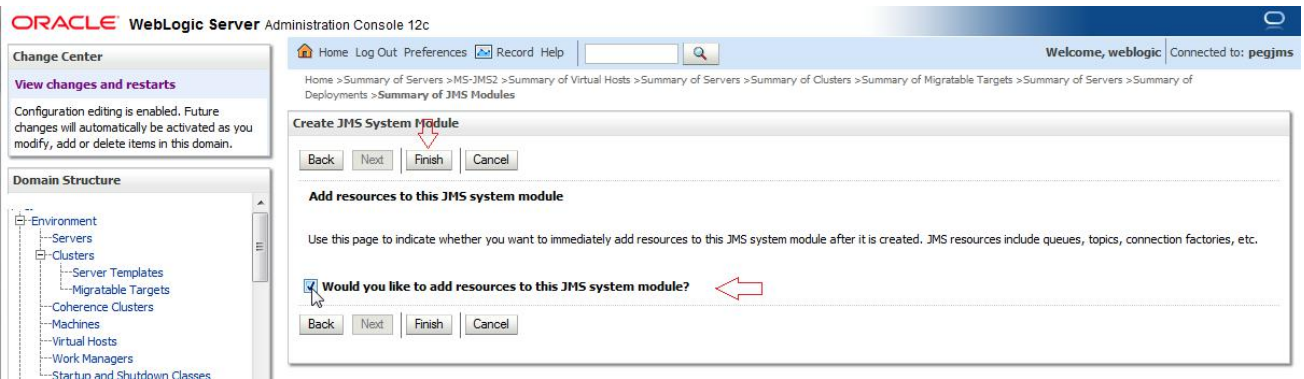 ORACLE WebLogic Server Administration Console 12c
Change Center
View changes and restarts
Configuration editing is enabled. Future
changes will automatically be activated as you
modify, add or delete items in this domain.
Domain Structure
Environment
Servers
Clusters
Server Templates
Migratable Targets
Coherence Clusters
Machines
Virtual Hosts
Work Managers
Startup and Shutdown Classes
Home Log Out Preferences Record Help
Welcome, weblogic Connected to: pegjms
Home >Summary of Servers >MS-JMS2 >Summary of Virtual Hosts >Summary of Servers >Summary of Clusters >Summary of Migratable Targets >Summary of Servers >Summary of
Deployments >Summary of JMS Modules
Create JMS System Module
Back Next Finish Cancel
Add resources to this JMS system module
Use this page to indicate whether you want to immediately add resources to this JMS system module after it is created. JMS resources include queues, topics, connection factories, etc.
Would you like to add resources to this JMS system module?
Back Next Finish Cancel